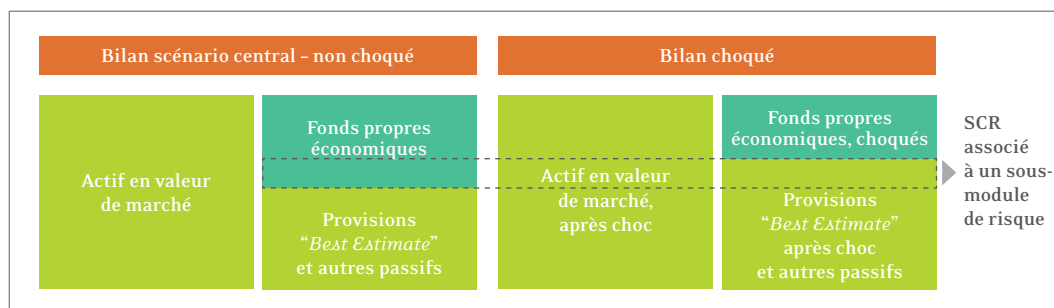 Bilan scénario central – non choqué
Bilan choqué
Actif en valeur
de marché
Fonds propres
économiques
Provisions
“Best Estimate”
et autres passifs
Actif en valeur
de marché,
après choc
Fonds propres
économiques, choqués
Provisions
“Best Estimate”
après choc
et autres passifs
SCR
associé
à un sous-
module
de risque